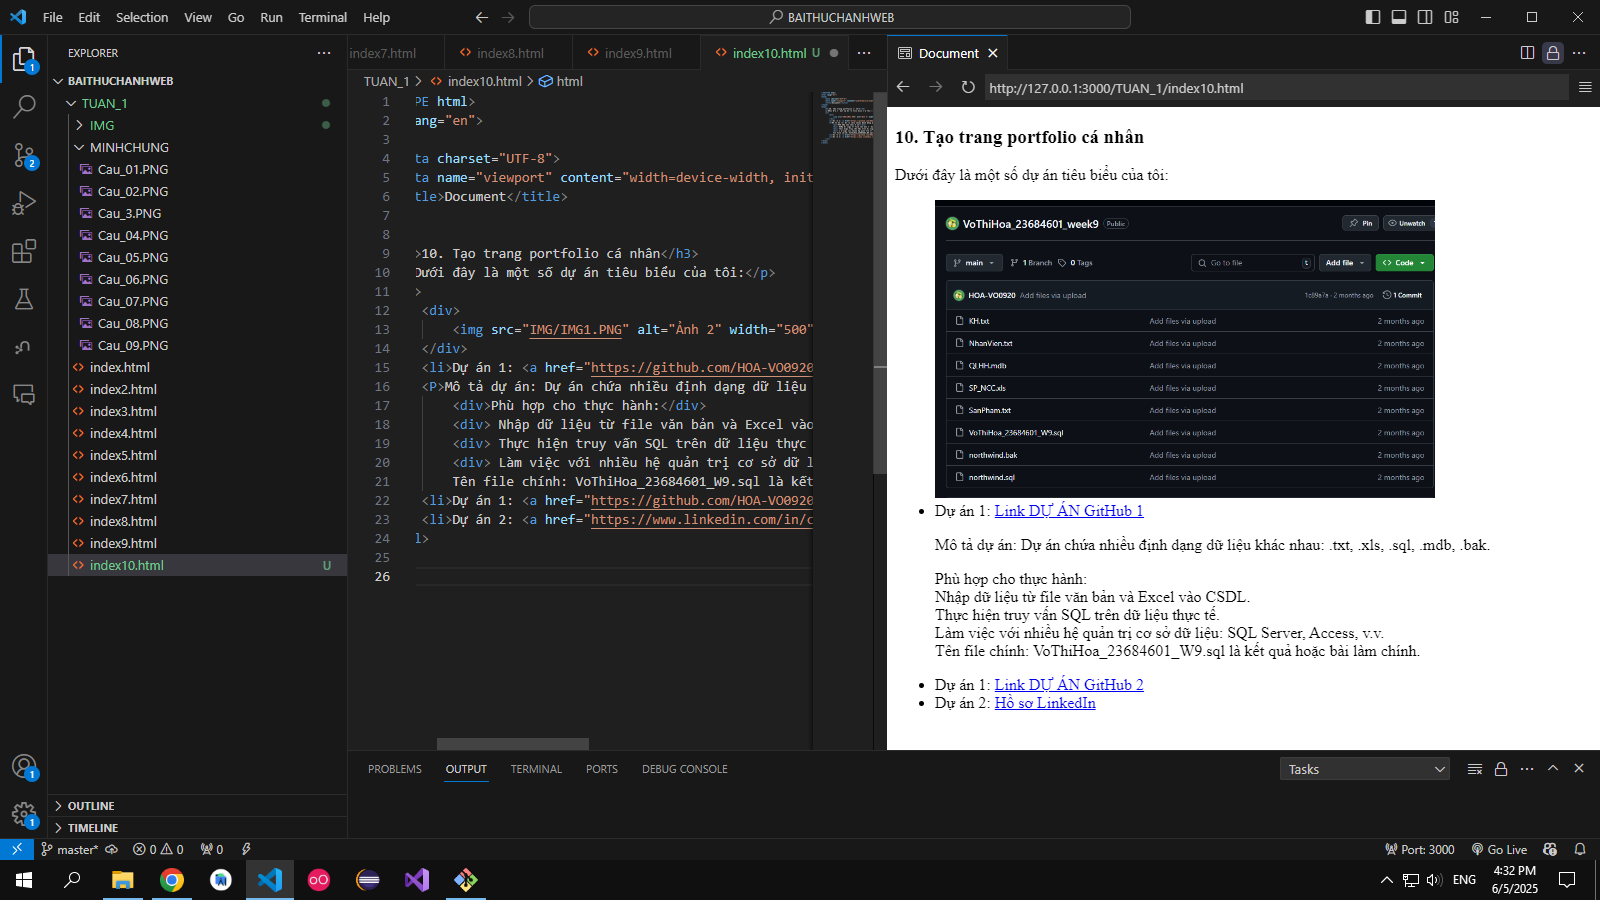 File Edit Selection View Go Run Terminal Help
BAITHUCHANHWEB
EXPLORER
BAITHUCHANHWEB
TUAN_1
IMG
MINHCHUNG
Cau_01.PNG
Cau_02.PNG
Cau_3.PNG
Cau_04.PNG
Cau_05.PNG
Cau_06.PNG
Cau_07.PNG
Cau_08.PNG
Cau_09.PNG
index.html
index2.html
index3.html
index4.html
index5.html
index6.html
index7.html
index8.html
index9.html
index10.html U
OUTLINE
TIMELINE
index7.html index8.html index9.html index10.html U
TUAN_1 > index10.html > html
1 PE html>
2 ang="en">
3
4 ta charset="UTF-8">
5 ta name="viewport" content="width=device-width, init
6 tle>Document</title>
7
8
9 >10. Tạo trang portfolio cá nhân</h3>
10 Dưới đây là một số dự án tiêu biểu của tôi:</p>
11 >
12 <div>
13 <img src="IMG/IMG1.PNG" alt="Ảnh 2" width="500"
14 </div>
15 <li>Dự án 1: <a href="https://github.com/HOA-VO0920
16 <P>Mô tả dự án: Dự án chứa nhiều định dạng dữ liệu
17 <div>Phù hợp cho thực hành:</div>
18 <div> Nhập dữ liệu từ file văn bản và Excel vào
19 <div> Thực hiện truy vấn SQL trên dữ liệu thực
20 <div> Làm việc với nhiều hệ quản trị cơ sở dữ l
21 Tên file chính: VoThiHoa_23684601_W9.sql là kết
22 <li>Dự án 1: <a href="https://github.com/HOA-VO0920
23 <li>Dự án 2: <a href="https://www.linkedin.com/in/c
24 l>
25
26
Document
http://127.0.0.1:3000/TUAN_1/index10.html
10. Tạo trang portfolio cá nhân
Dưới đây là một số dự án tiêu biểu của tôi:
VoThiHoa_23684601_week9 Public Pin Unwatch 1
main 1 Branch 0 Tags Go to file t Add file Code
HOA-VO0920 Add files via upload 1c89a7a · 2 months ago 1 Commit
KH.txt Add files via upload 2 months ago
NhanVien.txt Add files via upload 2 months ago
QLHH.mdb Add files via upload 2 months ago
SP_NCC.xls Add files via upload 2 months ago
SanPham.txt Add files via upload 2 months ago
VoThiHoa_23684601_W9.sql Add files via upload 2 months ago
northwind.bak Add files via upload 2 months ago
northwind.sql Add files via upload 2 months ago
Dự án 1: Link DỰ ÁN GitHub 1
Mô tả dự án: Dự án chứa nhiều định dạng dữ liệu khác nhau: .txt, .xls, .sql, .mdb, .bak.
Phù hợp cho thực hành:
Nhập dữ liệu từ file văn bản và Excel vào CSDL.
Thực hiện truy vấn SQL trên dữ liệu thực tế.
Làm việc với nhiều hệ quản trị cơ sở dữ liệu: SQL Server, Access, v.v.
Tên file chính: VoThiHoa_23684601_W9.sql là kết quả hoặc bài làm chính.
Dự án 1: Link DỰ ÁN GitHub 2
Dự án 2: Hồ sơ LinkedIn
PROBLEMS OUTPUT TERMINAL PORTS DEBUG CONSOLE
Tasks
master* 0 0 0
Port: 3000 Go Live
ENG
4:32 PM
6/5/2025